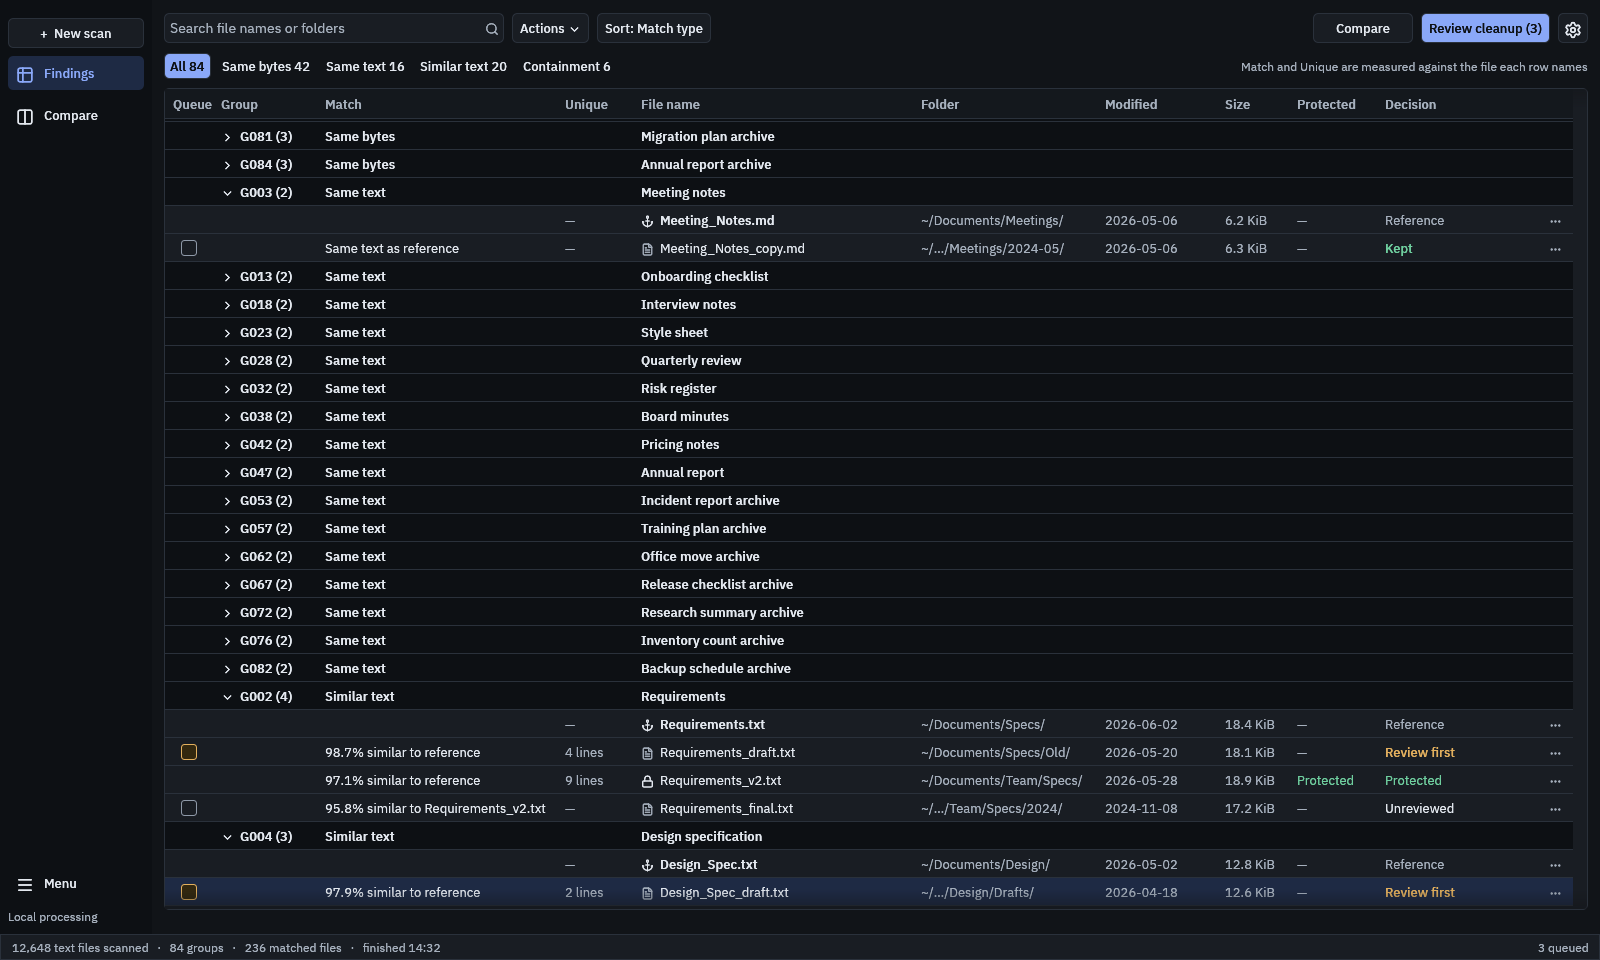 + New scan
Findings
Compare
Menu
Local processing
Search file names or folders
Actions
Sort: Match type
Compare
Review cleanup (3)
All 84 Same bytes 42 Same text 16 Similar text 20 Containment 6
Match and Unique are measured against the file each row names
Queue Group Match Unique File name Folder Modified Size Protected Decision
G081 (3) Same bytes Migration plan archive
G084 (3) Same bytes Annual report archive
G003 (2) Same text Meeting notes
— Meeting_Notes.md ~/Documents/Meetings/ 2026-05-06 6.2 KiB — Reference ...
Same text as reference — Meeting_Notes_copy.md ~/.../Meetings/2024-05/ 2026-05-06 6.3 KiB — Kept ...
G013 (2) Same text Onboarding checklist
G018 (2) Same text Interview notes
G023 (2) Same text Style sheet
G028 (2) Same text Quarterly review
G032 (2) Same text Risk register
G038 (2) Same text Board minutes
G042 (2) Same text Pricing notes
G047 (2) Same text Annual report
G053 (2) Same text Incident report archive
G057 (2) Same text Training plan archive
G062 (2) Same text Office move archive
G067 (2) Same text Release checklist archive
G072 (2) Same text Research summary archive
G076 (2) Same text Inventory count archive
G082 (2) Same text Backup schedule archive
G002 (4) Similar text Requirements
— Requirements.txt ~/Documents/Specs/ 2026-06-02 18.4 KiB — Reference ...
98.7% similar to reference 4 lines Requirements_draft.txt ~/Documents/Specs/Old/ 2026-05-20 18.1 KiB — Review first ...
97.1% similar to reference 9 lines Requirements_v2.txt ~/Documents/Team/Specs/ 2026-05-28 18.9 KiB Protected Protected ...
95.8% similar to Requirements_v2.txt — Requirements_final.txt ~/.../Team/Specs/2024/ 2024-11-08 17.2 KiB — Unreviewed ...
G004 (3) Similar text Design specification
— Design_Spec.txt ~/Documents/Design/ 2026-05-02 12.8 KiB — Reference ...
97.9% similar to reference 2 lines Design_Spec_draft.txt ~/.../Design/Drafts/ 2026-04-18 12.6 KiB — Review first ...
12,648 text files scanned · 84 groups · 236 matched files · finished 14:32
3 queued